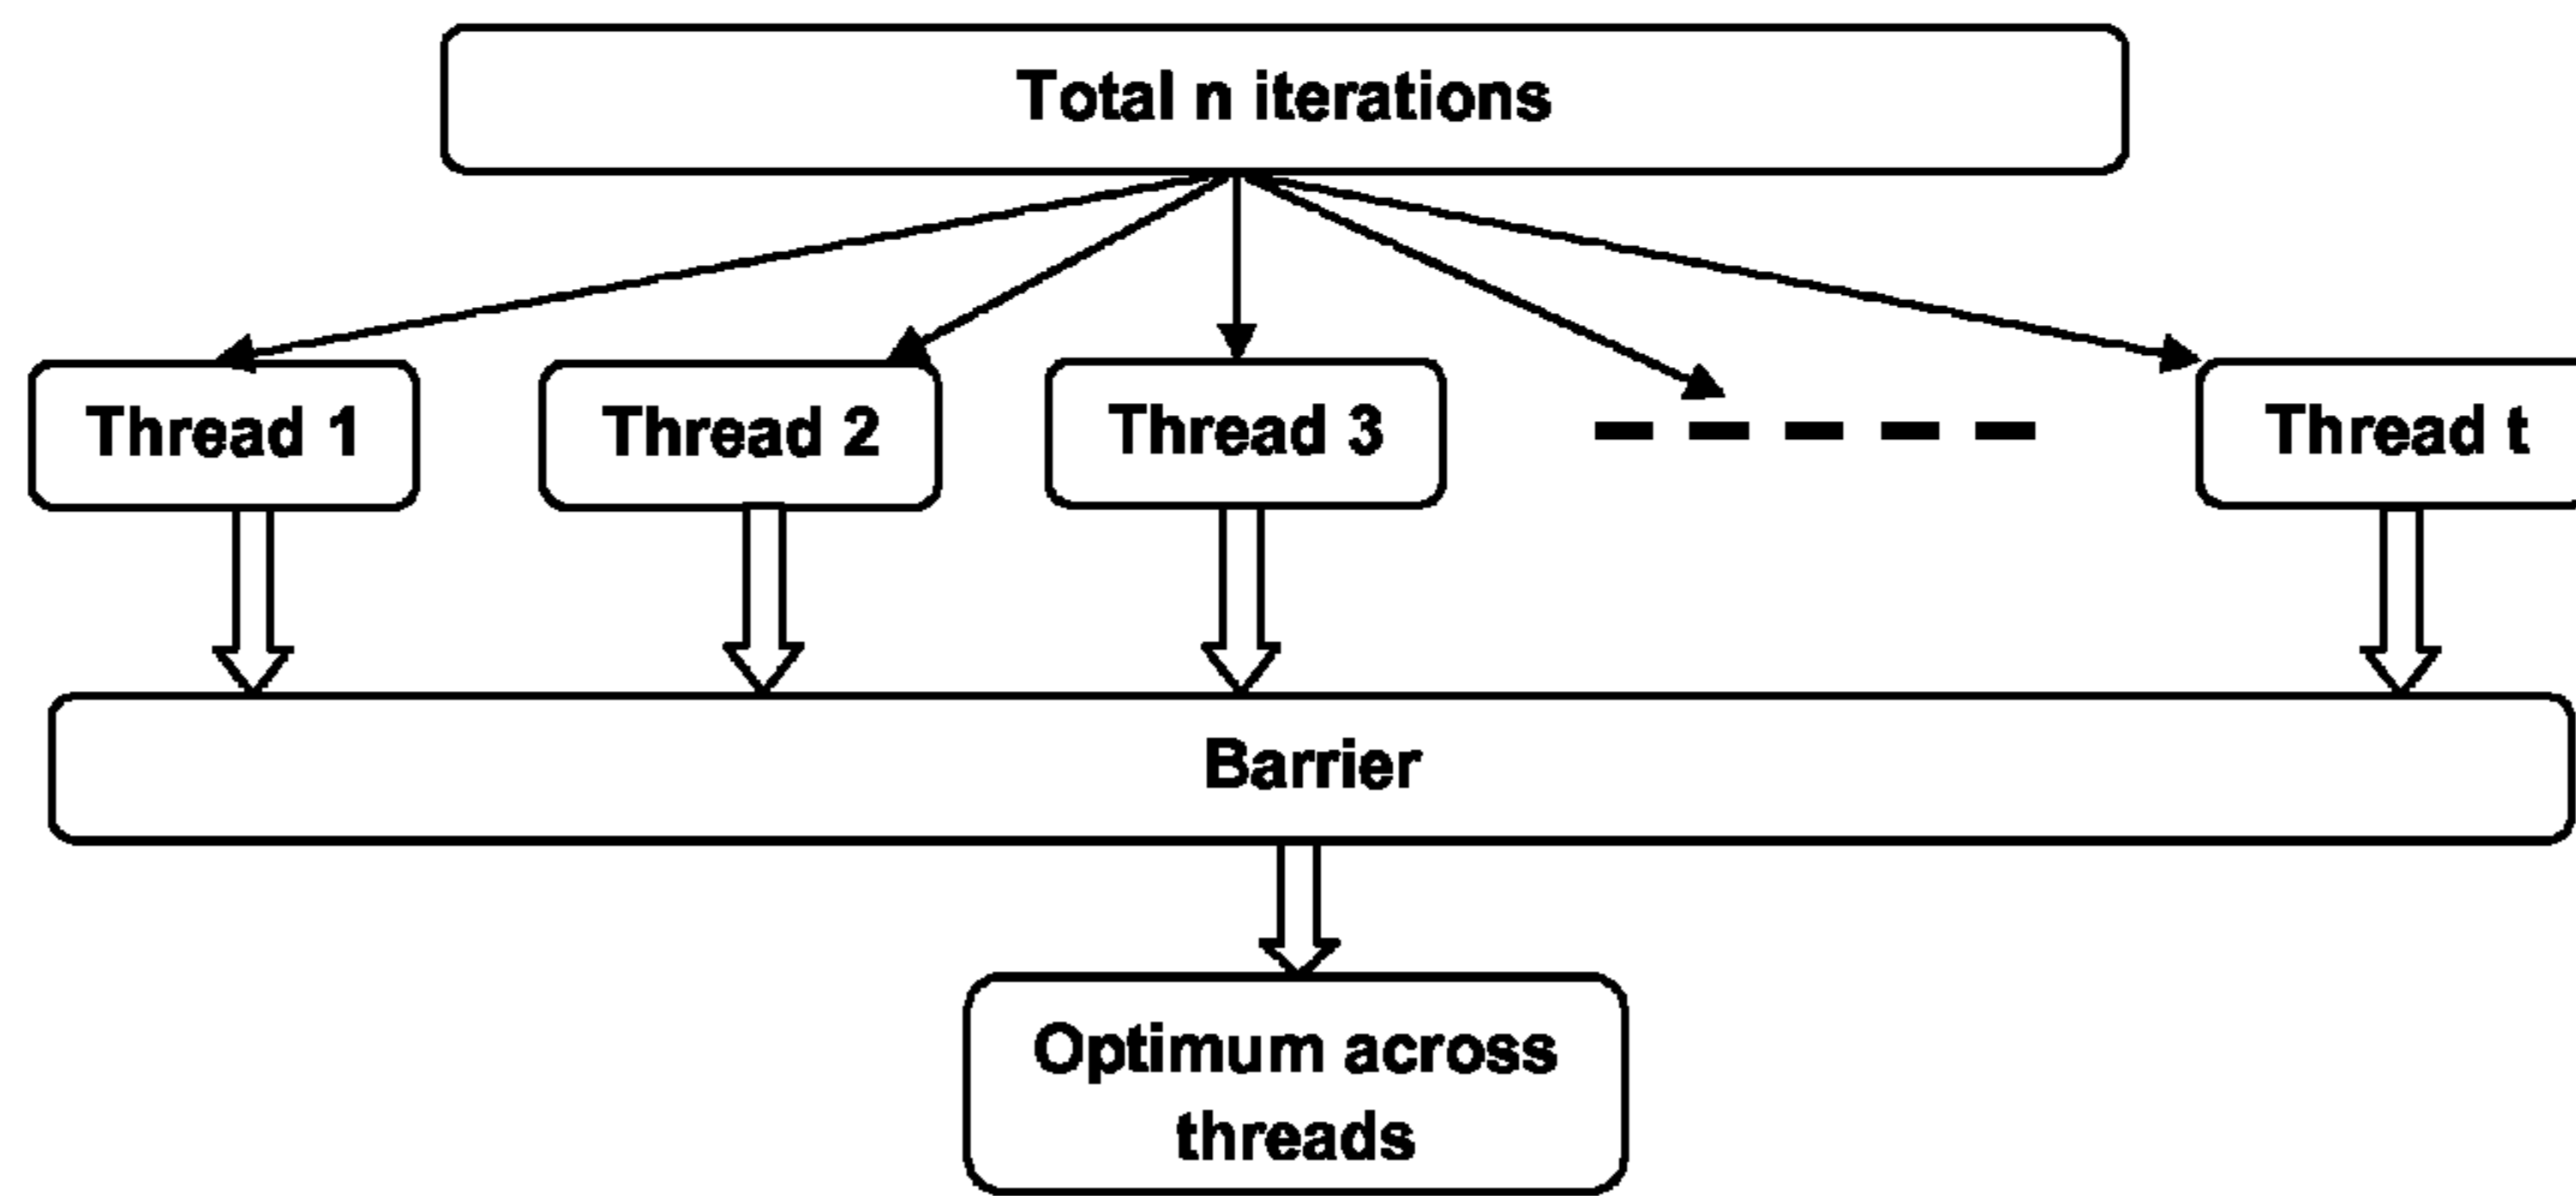 Total n iterations
Thread 1
Thread 2
Thread 3
Thread t
Barrier
Optimum across
threads